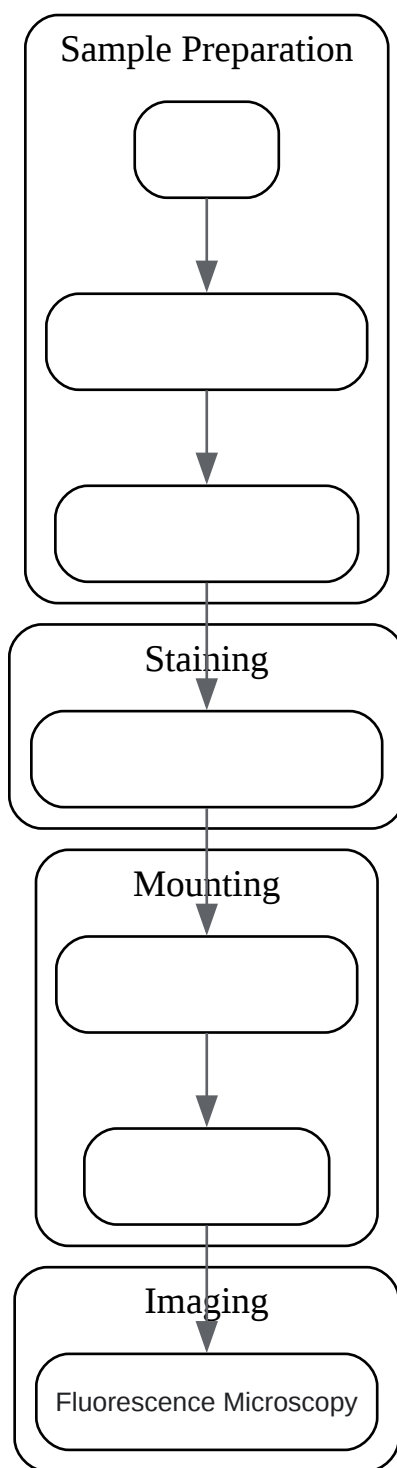 Sample Preparation
Staining
Mounting
Imaging
Fluorescence Microscopy